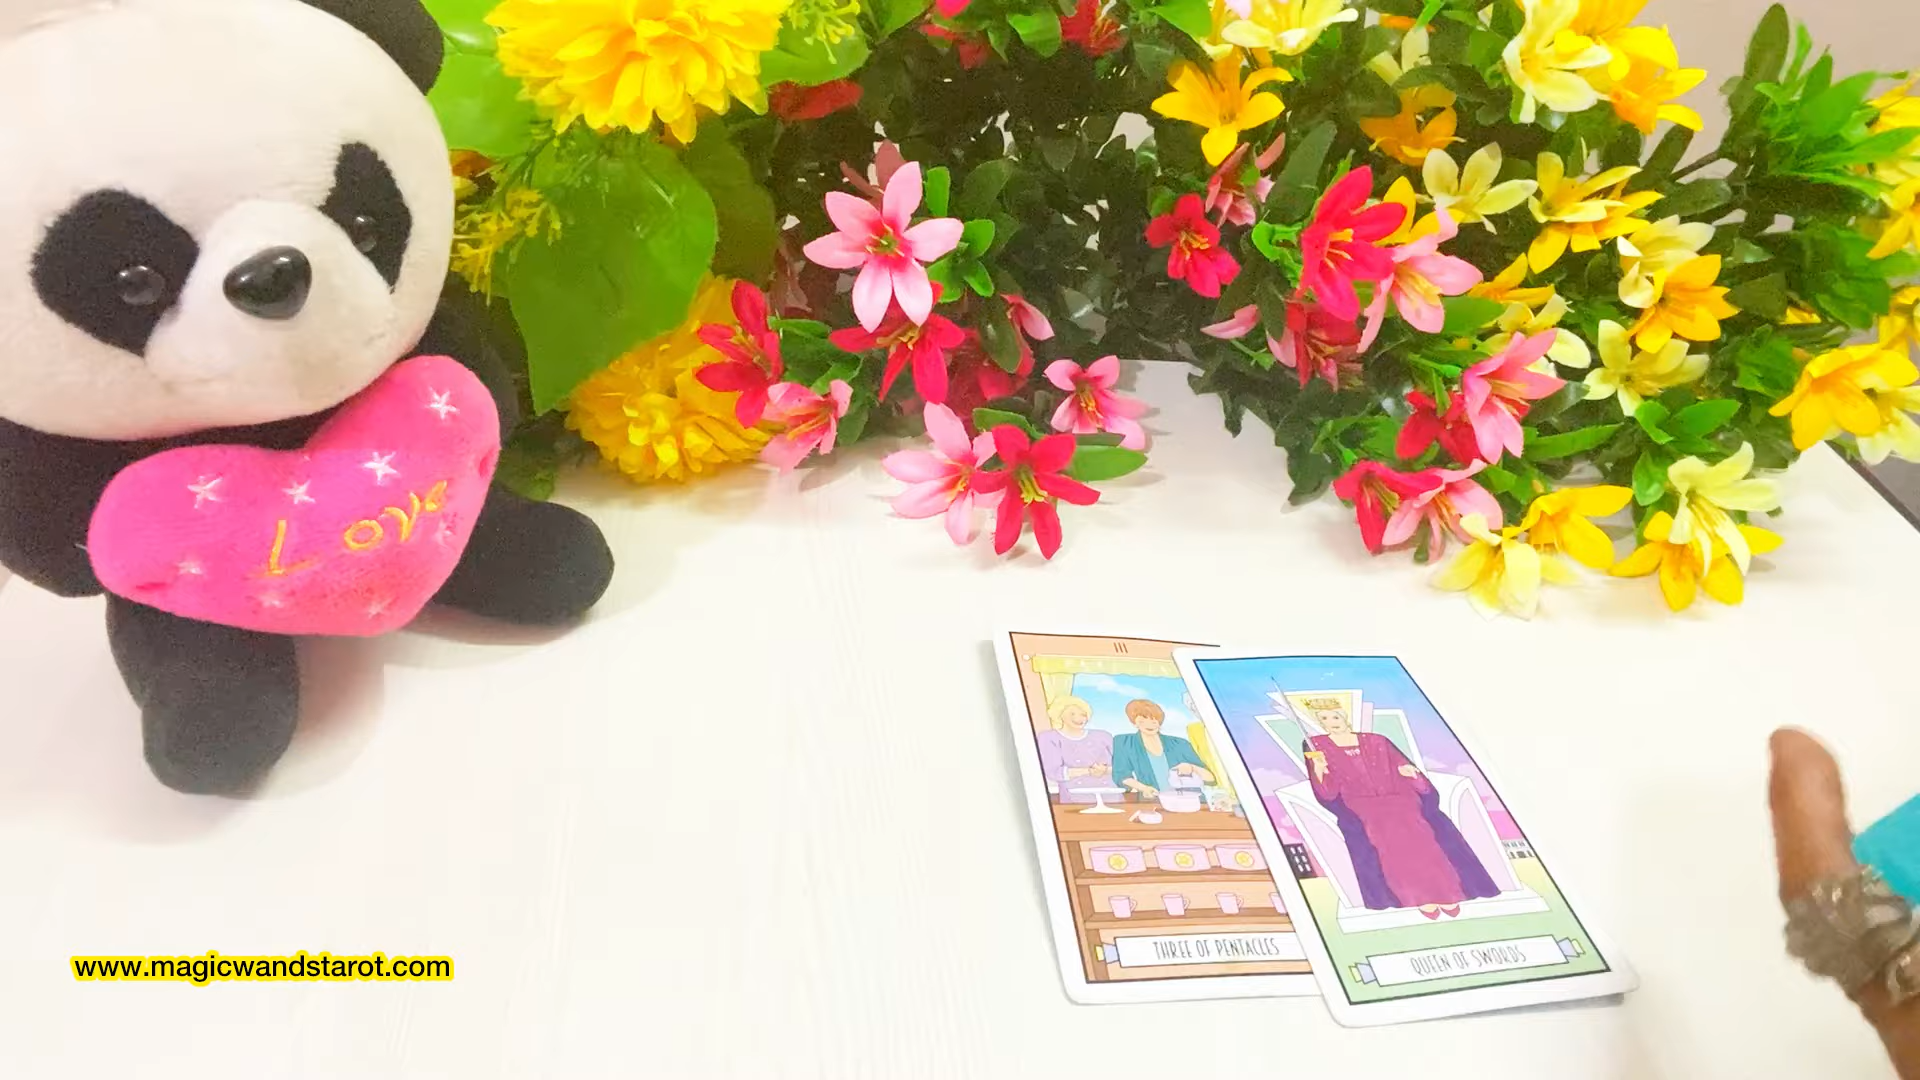 Love
III
THREE OF PENTACLES
QUEEN OF SWORDS
www.magicwandstarot.com